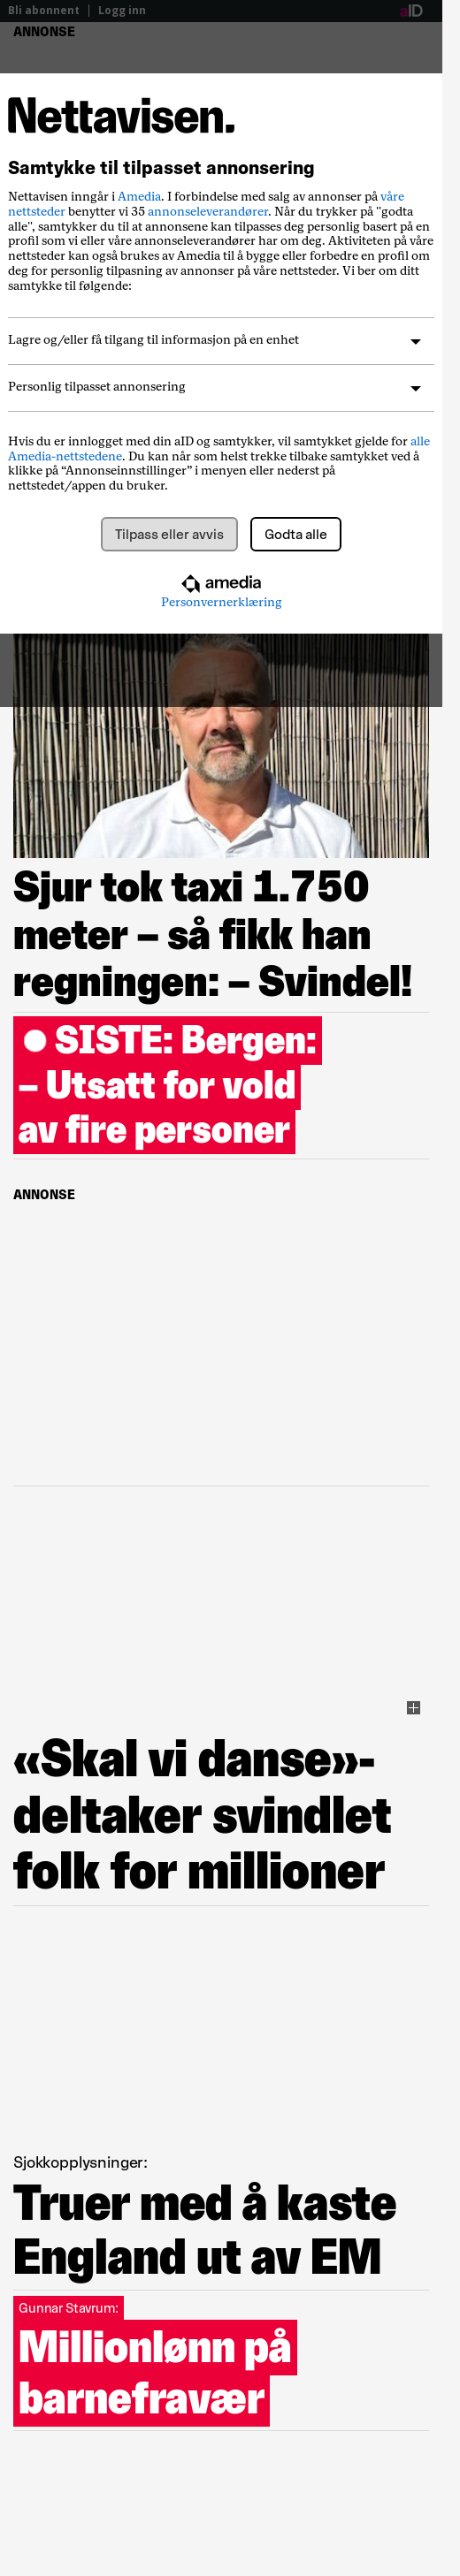 Bli abonnent | Logg inn
aID
ANNONSE
Nettavisen.
Samtykke til tilpasset annonsering
Nettavisen inngår i Amedia. I forbindelse med salg av annonser på våre
nettsteder benytter vi 35 annonseleverandører. Når du trykker på "godta
alle", samtykker du til at annonsene kan tilpasses deg personlig basert på en
profil som vi eller våre annonseleverandører har om deg. Aktiviteten på våre
nettsteder kan også brukes av Amedia til å bygge eller forbedre en profil om
deg for personlig tilpasning av annonser på våre nettsteder. Vi ber om ditt
samtykke til følgende:
Lagre og/eller få tilgang til informasjon på en enhet
Personlig tilpasset annonsering
Hvis du er innlogget med din aID og samtykker, vil samtykket gjelde for alle
Amedia-nettstedene. Du kan når som helst trekke tilbake samtykket ved å
klikke på “Annonseinnstillinger” i menyen eller nederst på
nettstedet/appen du bruker.
Tilpass eller avvis
Godta alle
amedia
Personvernerklæring
Sjur tok taxi 1.750
meter – så fikk han
regningen: – Svindel!
SISTE: Bergen:
– Utsatt for vold
av fire personer
ANNONSE
«Skal vi danse»-
deltaker svindlet
folk for millioner
Sjokkopplysninger:
Truer med å kaste
England ut av EM
Gunnar Stavrum:
Millionlønn på
barnefravær